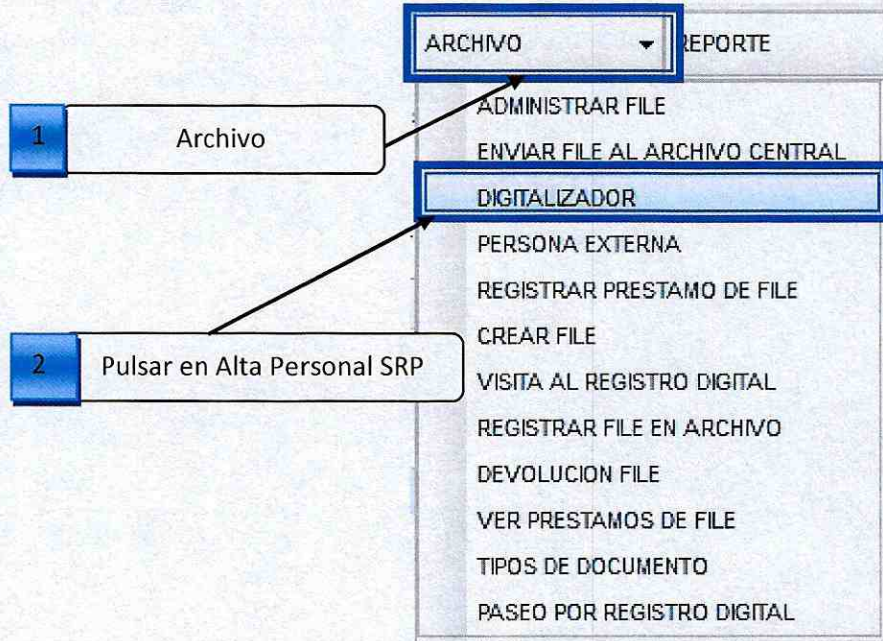 ARCHIVO REPORTE
1 Archivo
ADMINISTRAR FILE
ENVIAR FILE AL ARCHIVO CENTRAL
DIGITALIZADOR
PERSONA EXTERNA
REGISTRAR PRESTAMO DE FILE
CREAR FILE
2 Pulsar en Alta Personal SRP
VISITA AL REGISTRO DIGITAL
REGISTRAR FILE EN ARCHIVO
DEVOLUCION FILE
VER PRESTAMOS DE FILE
TIPOS DE DOCUMENTO
PASEO POR REGISTRO DIGITAL